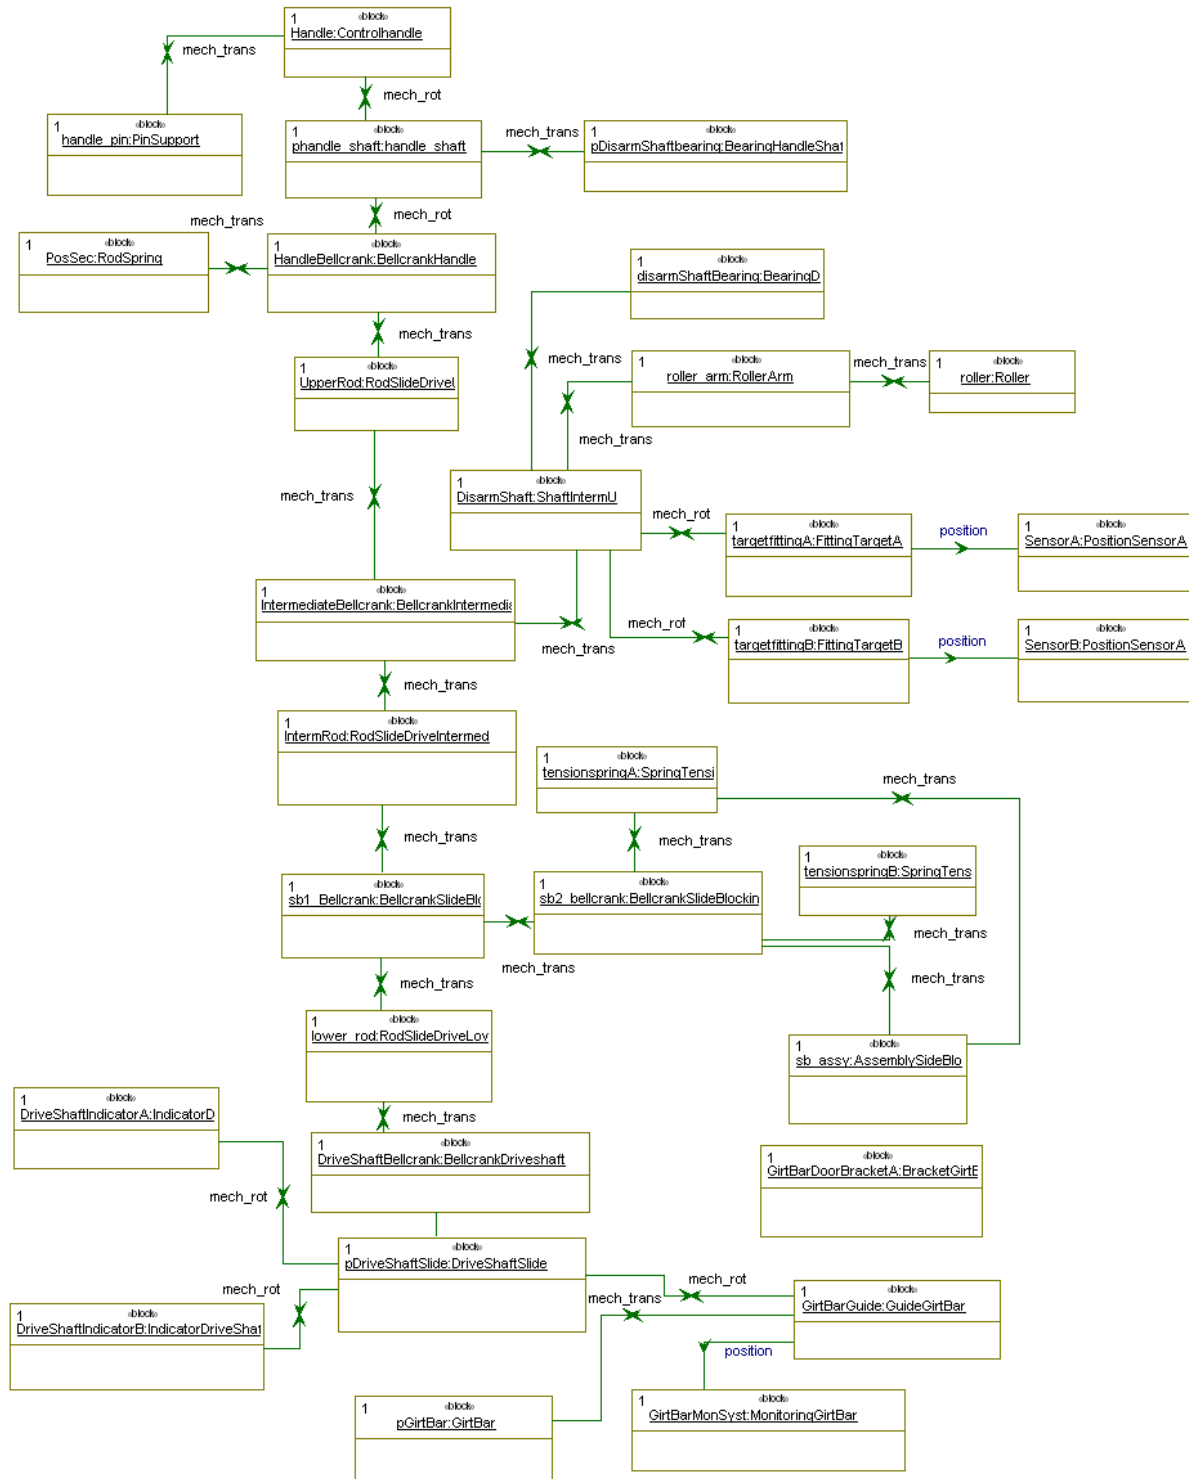 1 «block»
Handle:Controlhandle
mech_trans
mech_rot
1 «block»
handle_pin:PinSupport
1 «block»
phandle_shaft:handle_shaft
mech_trans
1 «block»
pDisarmShaftbearing:BearingHandleShaf
mech_rot
mech_trans
1 «block»
PosSec:RodSpring
1 «block»
HandleBellcrank:BellcrankHandle
1 «block»
disarmShaftBearing:BearingD
mech_trans
mech_trans
1 «block»
UpperRod:RodSlideDriveU
1 «block»
roller_arm:RollerArm
mech_trans
1 «block»
roller:Roller
mech_trans
mech_trans
1 «block»
DisarmShaft:ShaftIntermU
mech_rot
1 «block»
targetfittingA:FittingTargetA
position
1 «block»
SensorA:PositionSensorA
1 «block»
IntermediateBellcrank:BellcrankIntermedia
mech_trans
mech_rot
1 «block»
targetfittingB:FittingTargetB
position
1 «block»
SensorB:PositionSensorA
mech_trans
1 «block»
IntermRod:RodSlideDriveIntermed
1 «block»
tensionspringA:SpringTensi
mech_trans
mech_trans
mech_trans
1 «block»
tensionspringB:SpringTens
1 «block»
sb1_Bellcrank:BellcrankSlideBlo
1 «block»
sb2_bellcrank:BellcrankSlideBlockin
mech_trans
mech_trans
mech_trans
mech_trans
1 «block»
lower_rod:RodSlideDriveLov
1 «block»
sb_assy:AssemblySideBlo
1 «block»
DriveShaftIndicatorA:IndicatorD
mech_trans
1 «block»
DriveShaftBellcrank:BellcrankDriveshaft
1 «block»
GirtBarDoorBracketA:BracketGirtB
mech_rot
1 «block»
pDriveShaftSlide:DriveShaftSlide
mech_rot
mech_rot
mech_trans
1 «block»
GirtBarGuide:GuideGirtBar
1 «block»
DriveShaftIndicatorB:IndicatorDriveShaf
position
1 «block»
pGirtBar:GirtBar
1 «block»
GirtBarMonSyst:MonitoringGirtBar